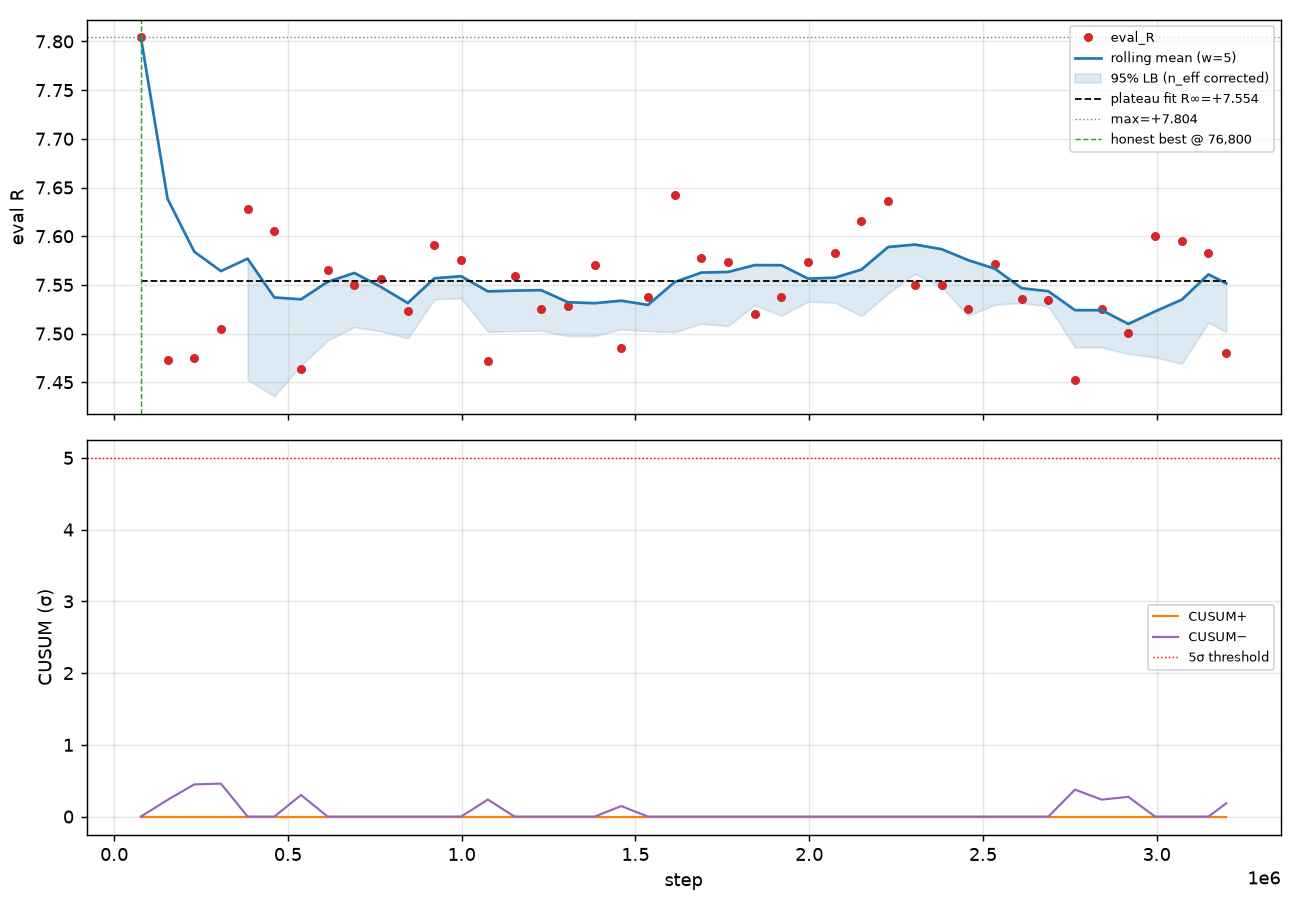 7.80
7.75
7.70
7.65
7.60
7.55
7.50
7.45
eval R
eval_R
rolling mean (w=5)
95% LB (n_eff corrected)
plateau fit R∞=+7.554
max=+7.804
honest best @ 76,800
5
4
3
2
1
0
CUSUM (σ)
CUSUM+
CUSUM−
5σ threshold
0.0 0.5 1.0 1.5 2.0 2.5 3.0
step
1e6